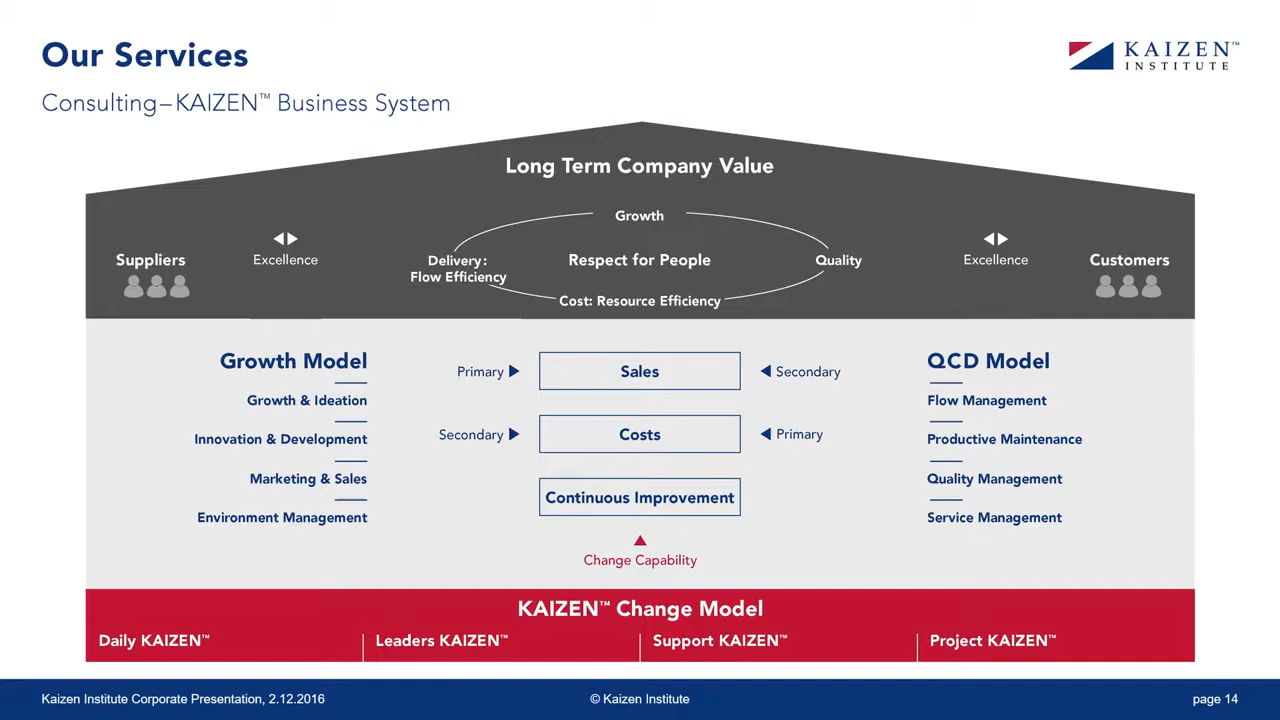 Our Services
KAIZEN™
INSTITUTE
Consulting–KAIZEN™ Business System
Long Term Company Value
Growth
Suppliers
Excellence
Delivery:
Flow Efficiency
Respect for People
Quality
Excellence
Customers
Cost: Resource Efficiency
Growth Model
Growth & Ideation
Innovation & Development
Marketing & Sales
Environment Management
Primary
Sales
Secondary
Secondary
Costs
Primary
Continuous Improvement
Change Capability
QCD Model
Flow Management
Productive Maintenance
Quality Management
Service Management
KAIZEN™ Change Model
Daily KAIZEN™
Leaders KAIZEN™
Support KAIZEN™
Project KAIZEN™
Kaizen Institute Corporate Presentation, 2.12.2016
© Kaizen Institute
page 14